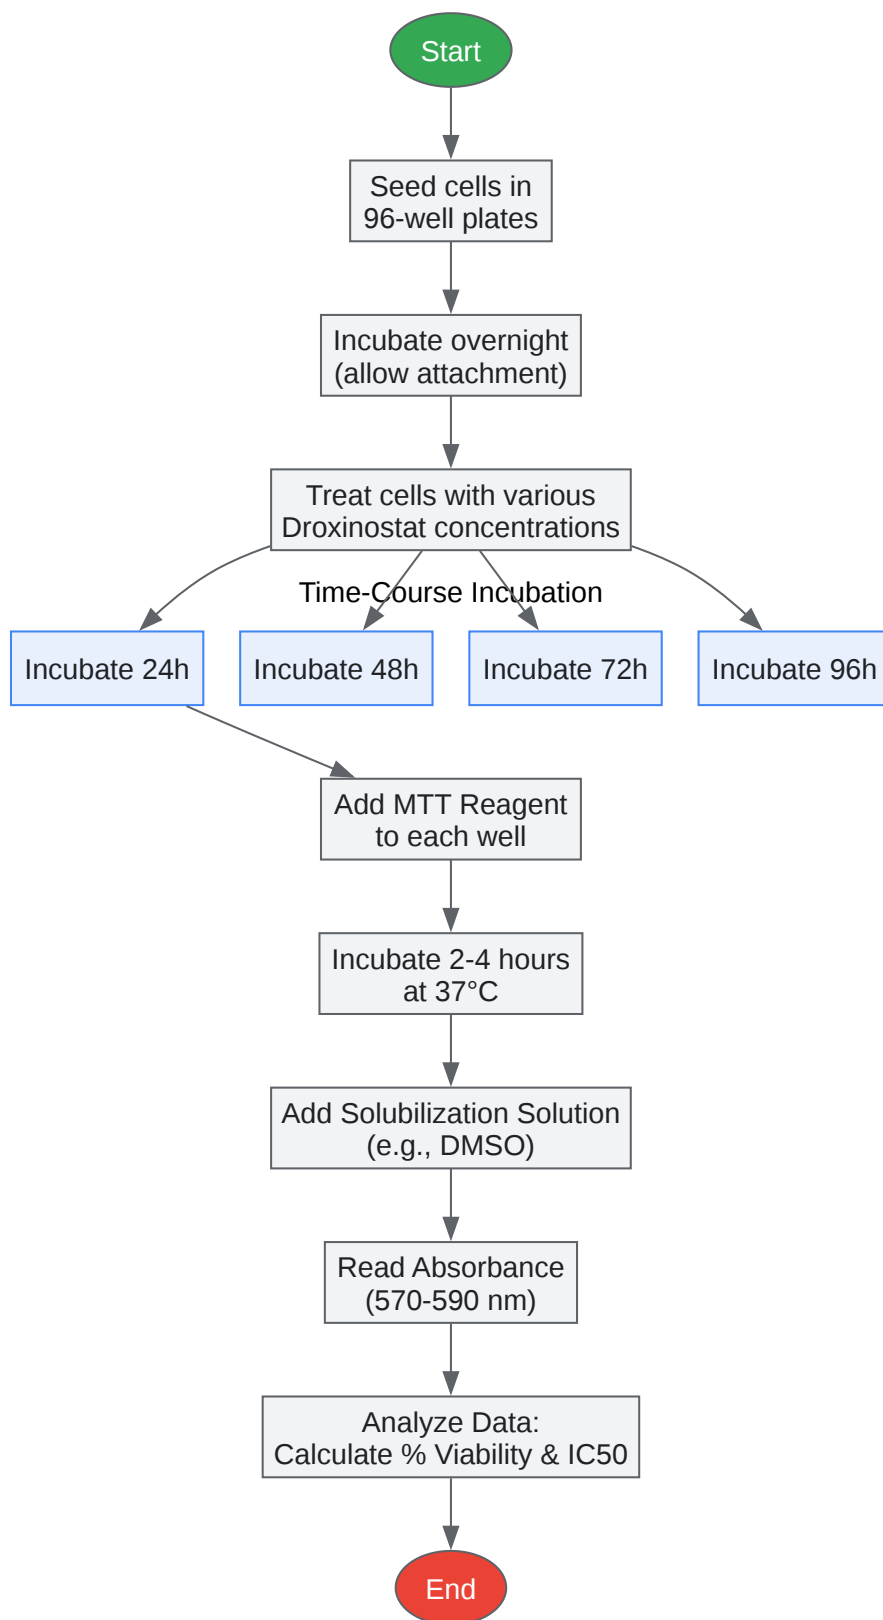 Start
Seed cells in
96-well plates
Incubate overnight
(allow attachment)
Treat cells with various
Droxinostat concentrations
Time-Course Incubation
Incubate 24h
Incubate 48h
Incubate 72h
Incubate 96h
Add MTT Reagent
to each well
Incubate 2-4 hours
at 37°C
Add Solubilization Solution
(e.g., DMSO)
Read Absorbance
(570-590 nm)
Analyze Data:
Calculate % Viability & IC50
End